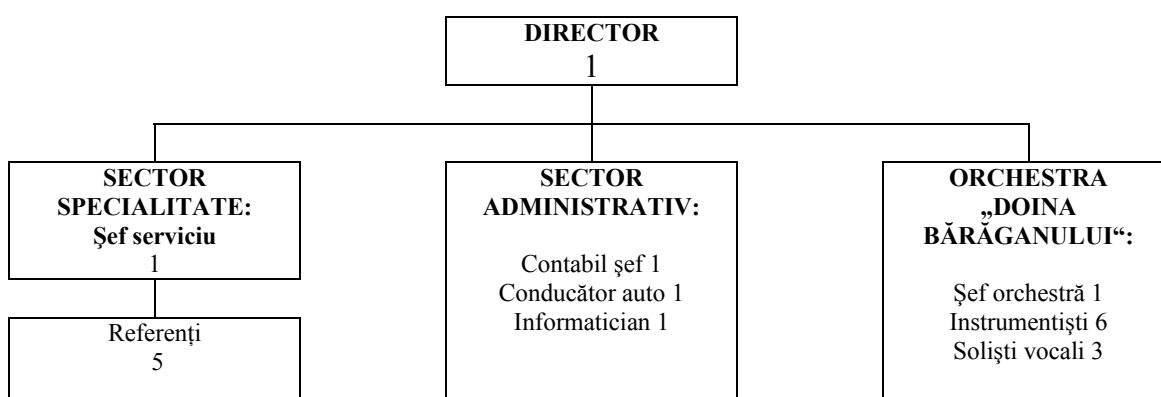 DIRECTOR
1
SECTOR
SPECIALITATE:
Şef serviciu
1
Referenți
5
SECTOR
ADMINISTRATIV:
Contabil şef 1
Conducător auto 1
Informatician 1
ORCHESTRA
„DOINA
BĂRĂGANULUI“:
Şef orchestră 1
Instrumentişti 6
Solişti vocali 3